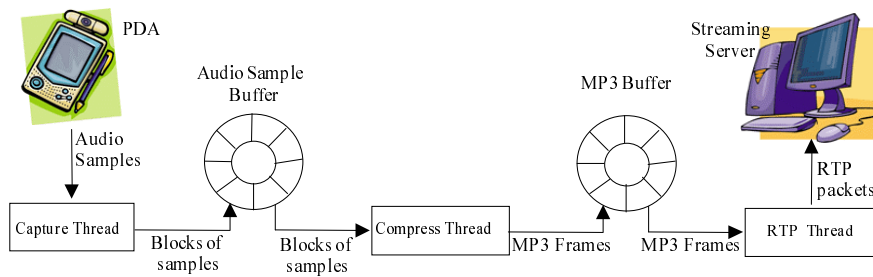 PDA
Audio
Samples
Capture Thread
Blocks of
samples
Audio Sample
Buffer
Blocks of
samples
Compress Thread
MP3 Frames
MP3 Buffer
MP3 Frames
RTP Thread
RTP
packets
Streaming
Server